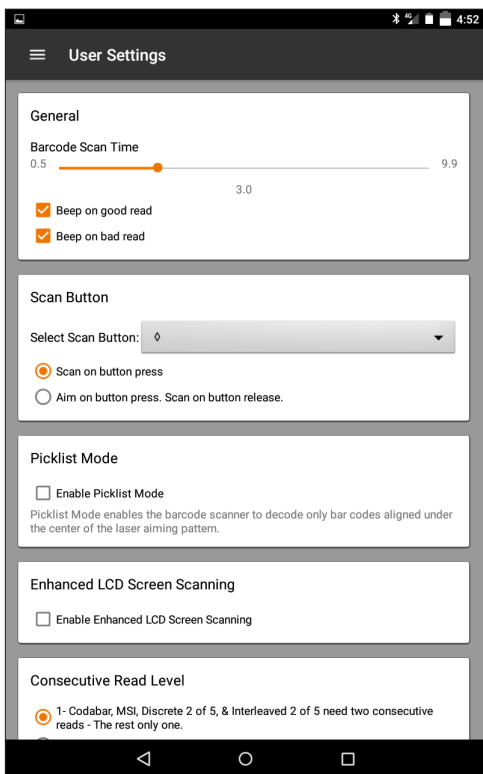 4G 4:52
User Settings
General
Barcode Scan Time
0.5 9.9
3.0
Beep on good read
Beep on bad read
Scan Button
Select Scan Button: ◊
Scan on button press
Aim on button press. Scan on button release.
Picklist Mode
Enable Picklist Mode
Picklist Mode enables the barcode scanner to decode only bar codes aligned under
the center of the laser aiming pattern.
Enhanced LCD Screen Scanning
Enable Enhanced LCD Screen Scanning
Consecutive Read Level
1- Codabar, MSI, Discrete 2 of 5, & Interleaved 2 of 5 need two consecutive
reads - The rest only one.